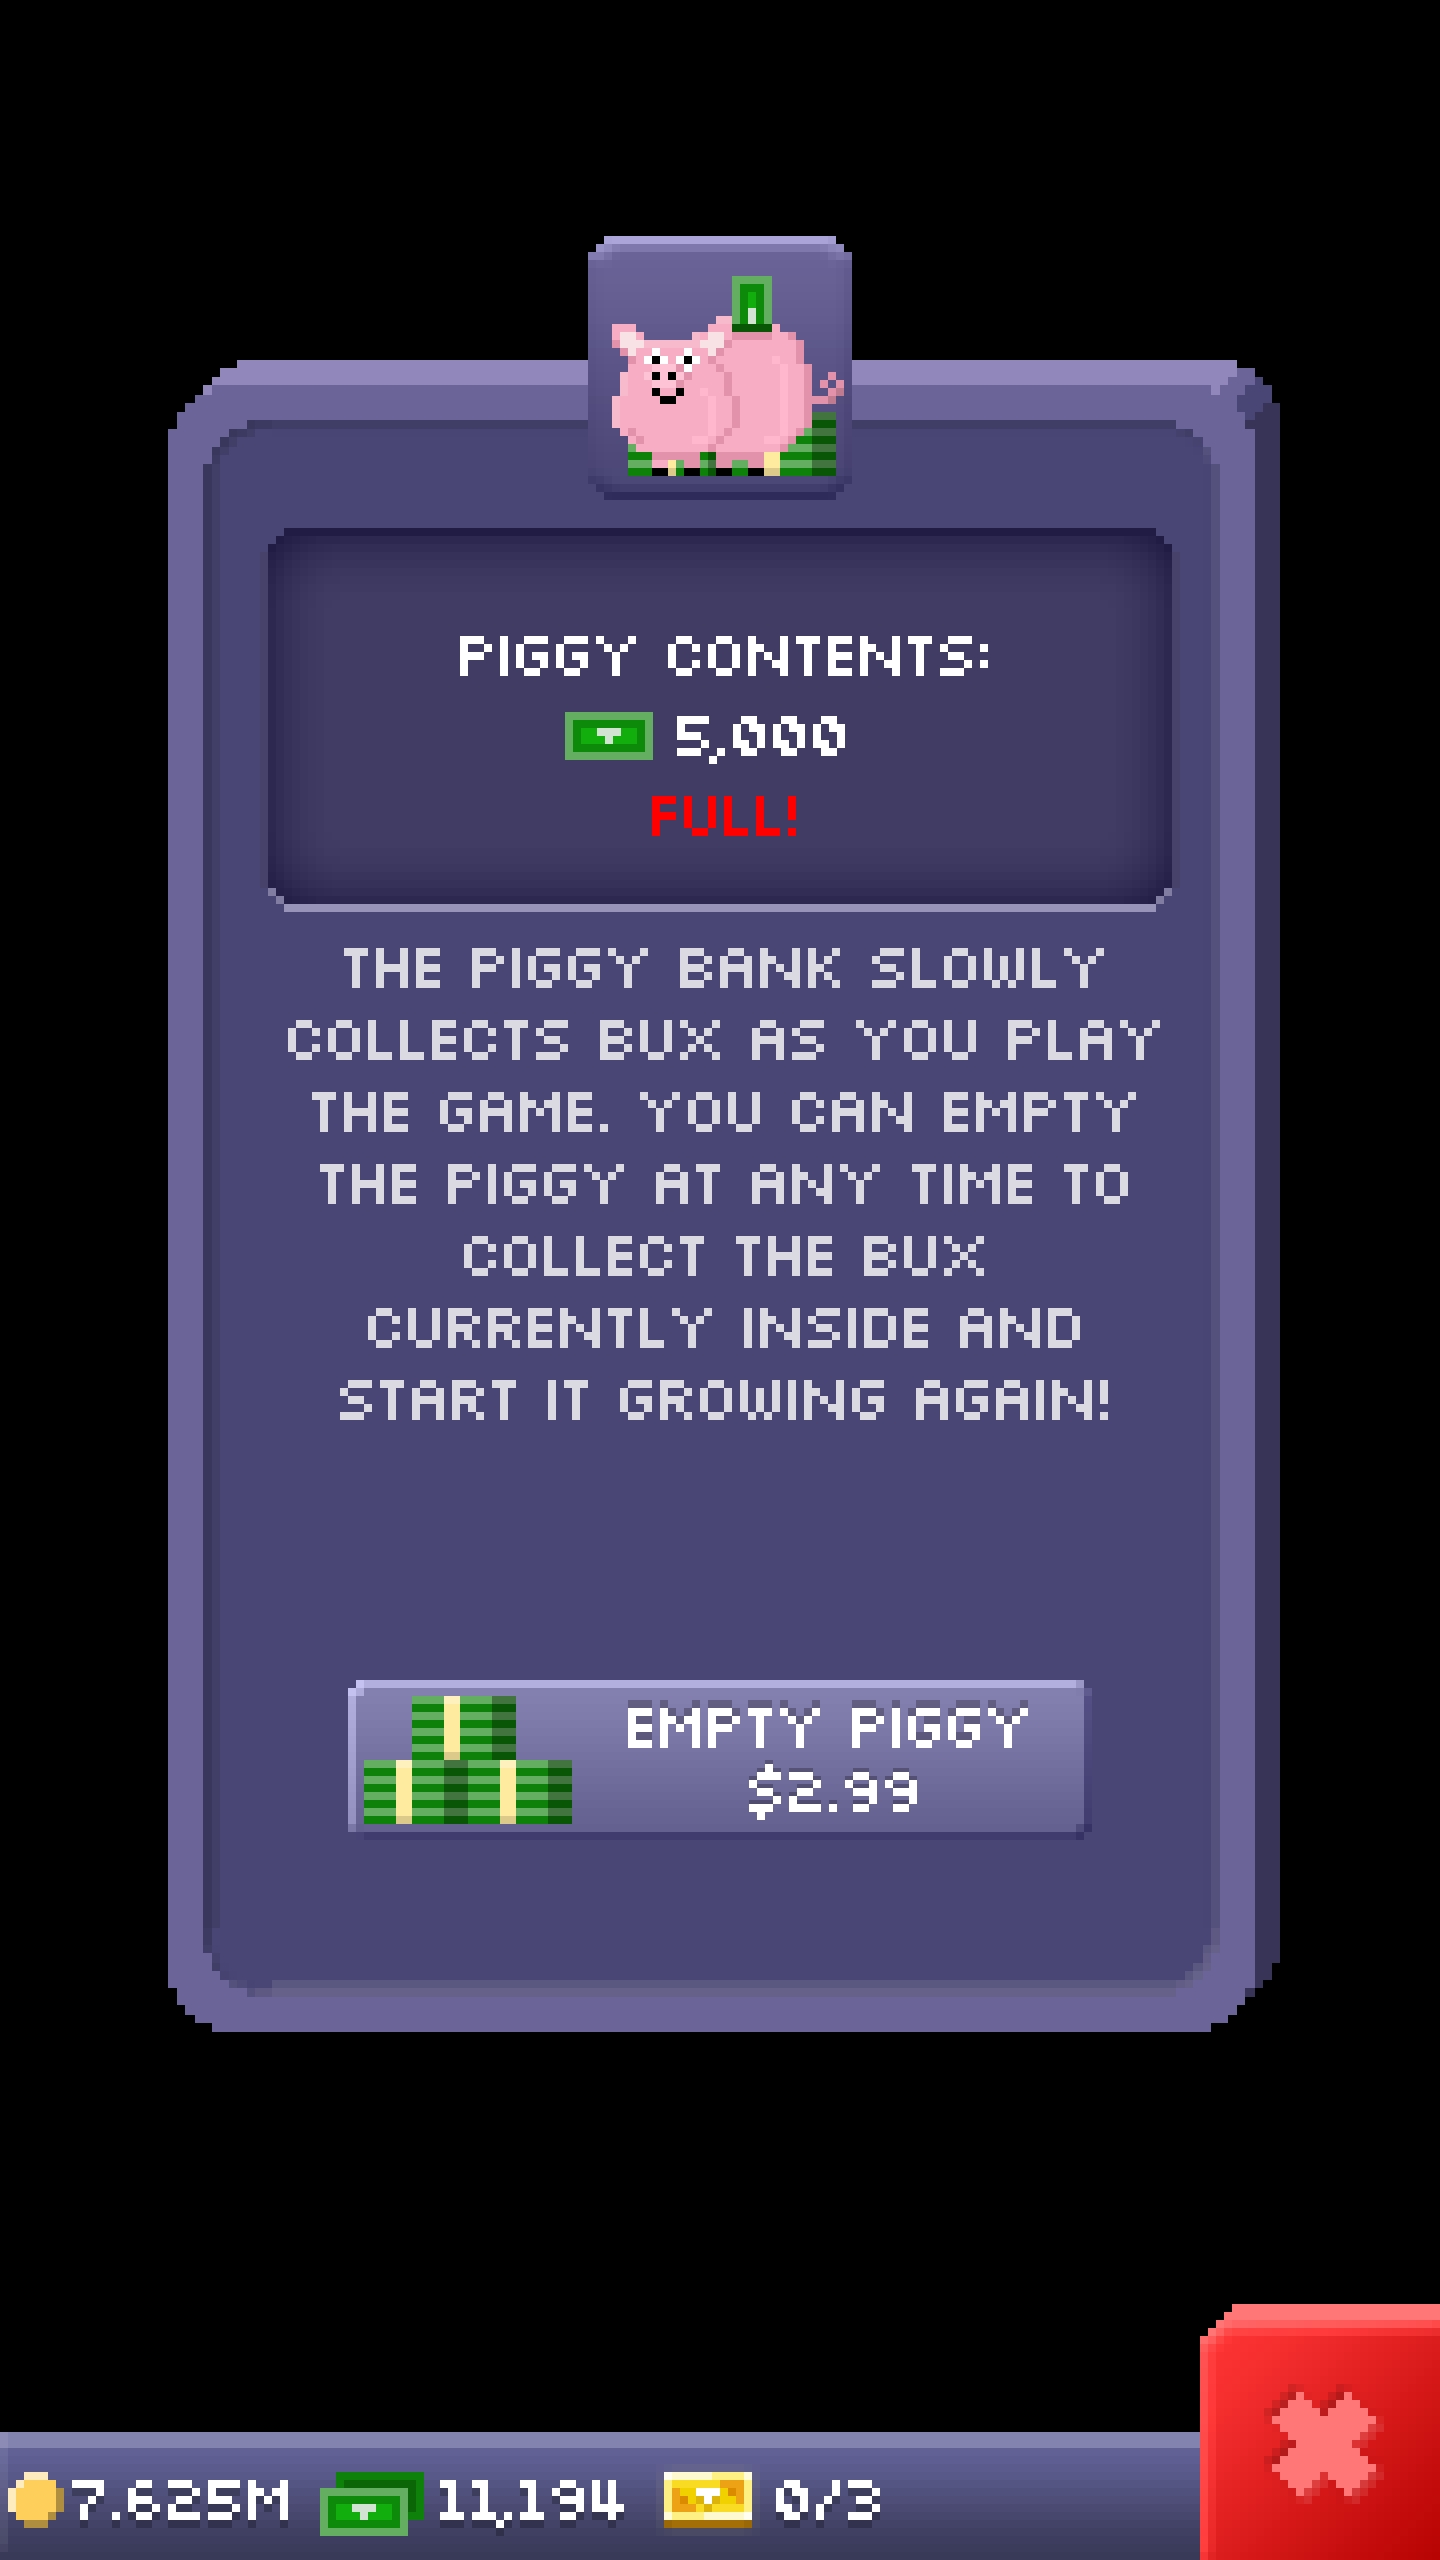 PIGGY CONTENTS:
5,000
FULL!
THE PIGGY BANK SLOWLY
COLLECTS BUX AS YOU PLAY
THE GAME. YOU CAN EMPTY
THE PIGGY AT ANY TIME TO
COLLECT THE BUX
CURRENTLY INSIDE AND
START IT GROWING AGAIN!
EMPTY PIGGY
$2.99
7.625M 11,194 0/3